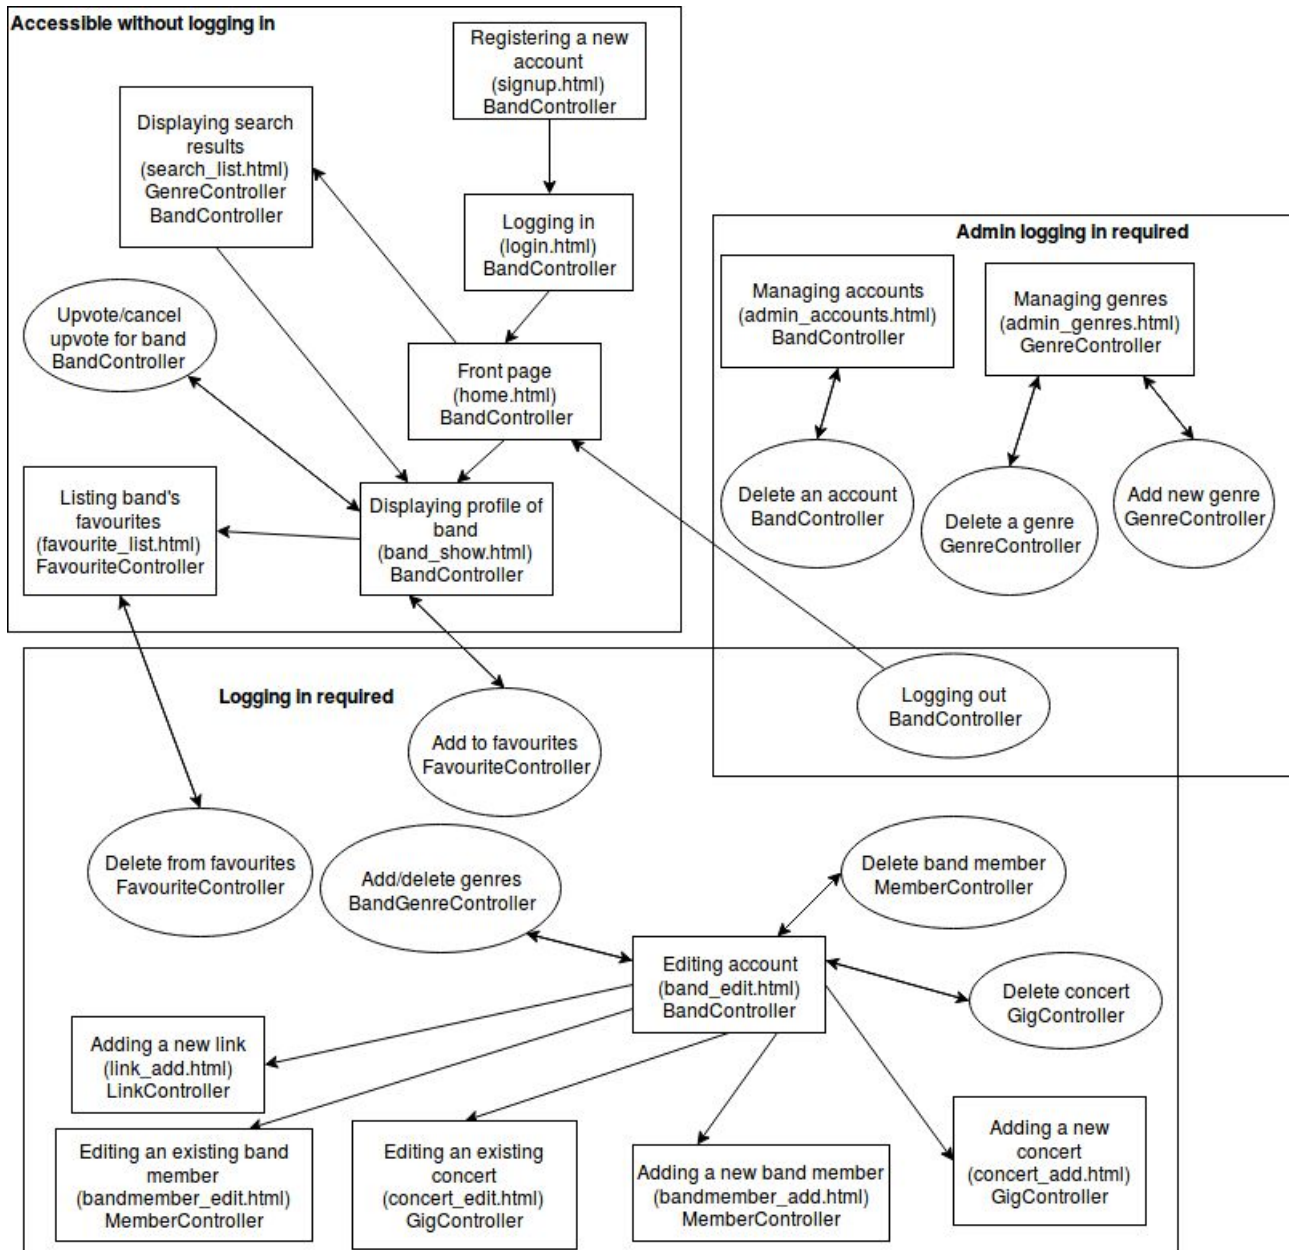 Accessible without logging in
Registering a new
account
(signup.html)
BandController
Displaying search
results
(search_list.html)
GenreController
BandController
Logging in
(login.html)
BandController
Upvote/cancel
upvote for band
BandController
Front page
(home.html)
BandController
Listing band's
favourites
(favourite_list.html)
FavouriteController
Displaying profile of
band
(band_show.html)
BandController
Admin logging in required
Managing accounts
(admin_accounts.html)
BandController
Managing genres
(admin_genres.html)
GenreController
Delete an account
BandController
Delete a genre
GenreController
Add new genre
GenreController
Logging out
BandController
Logging in required
Add to favourites
FavouriteController
Delete from favourites
FavouriteController
Add/delete genres
BandGenreController
Delete band member
MemberController
Editing account
(band_edit.html)
BandController
Delete concert
GigController
Adding a new link
(link_add.html)
LinkController
Editing an existing band
member
(bandmember_edit.html)
MemberController
Editing an existing
concert
(concert_edit.html)
GigController
Adding a new band member
(bandmember_add.html)
MemberController
Adding a new
concert
(concert_add.html)
GigController